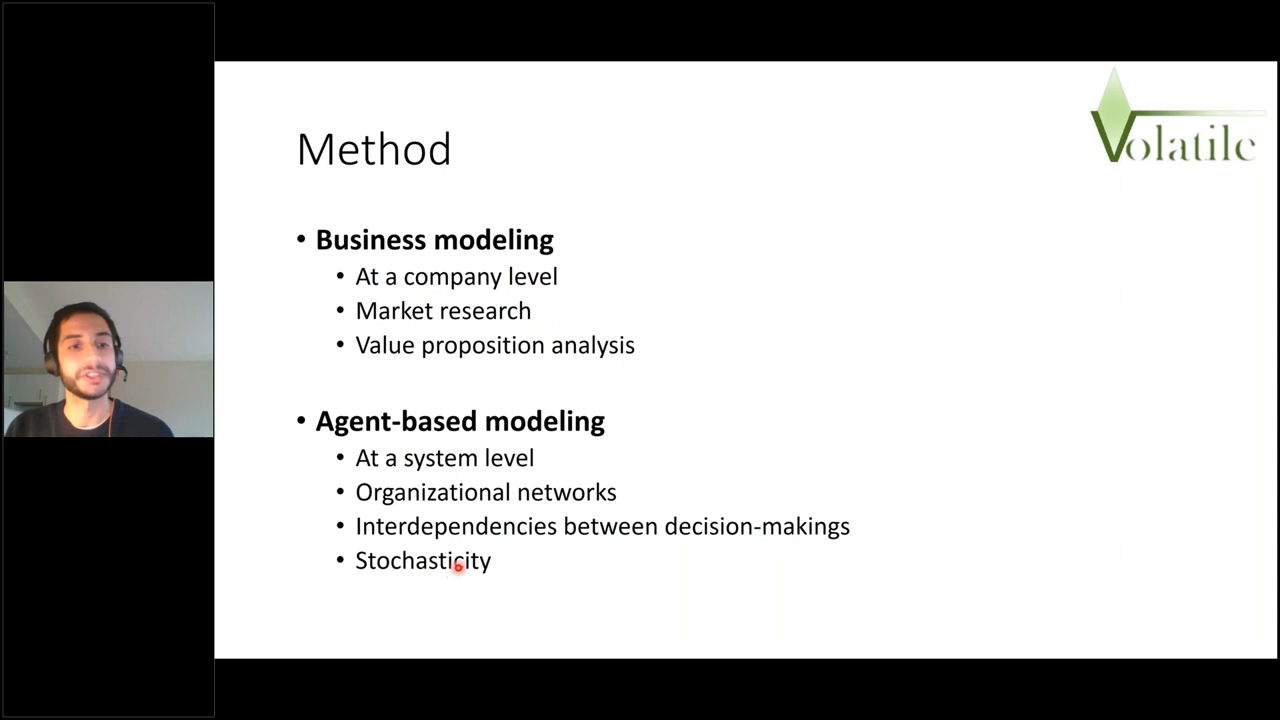 Volatile
Method
• Business modeling
• At a company level
• Market research
• Value proposition analysis
• Agent-based modeling
• At a system level
• Organizational networks
• Interdependencies between decision-makings
• Stochasticity